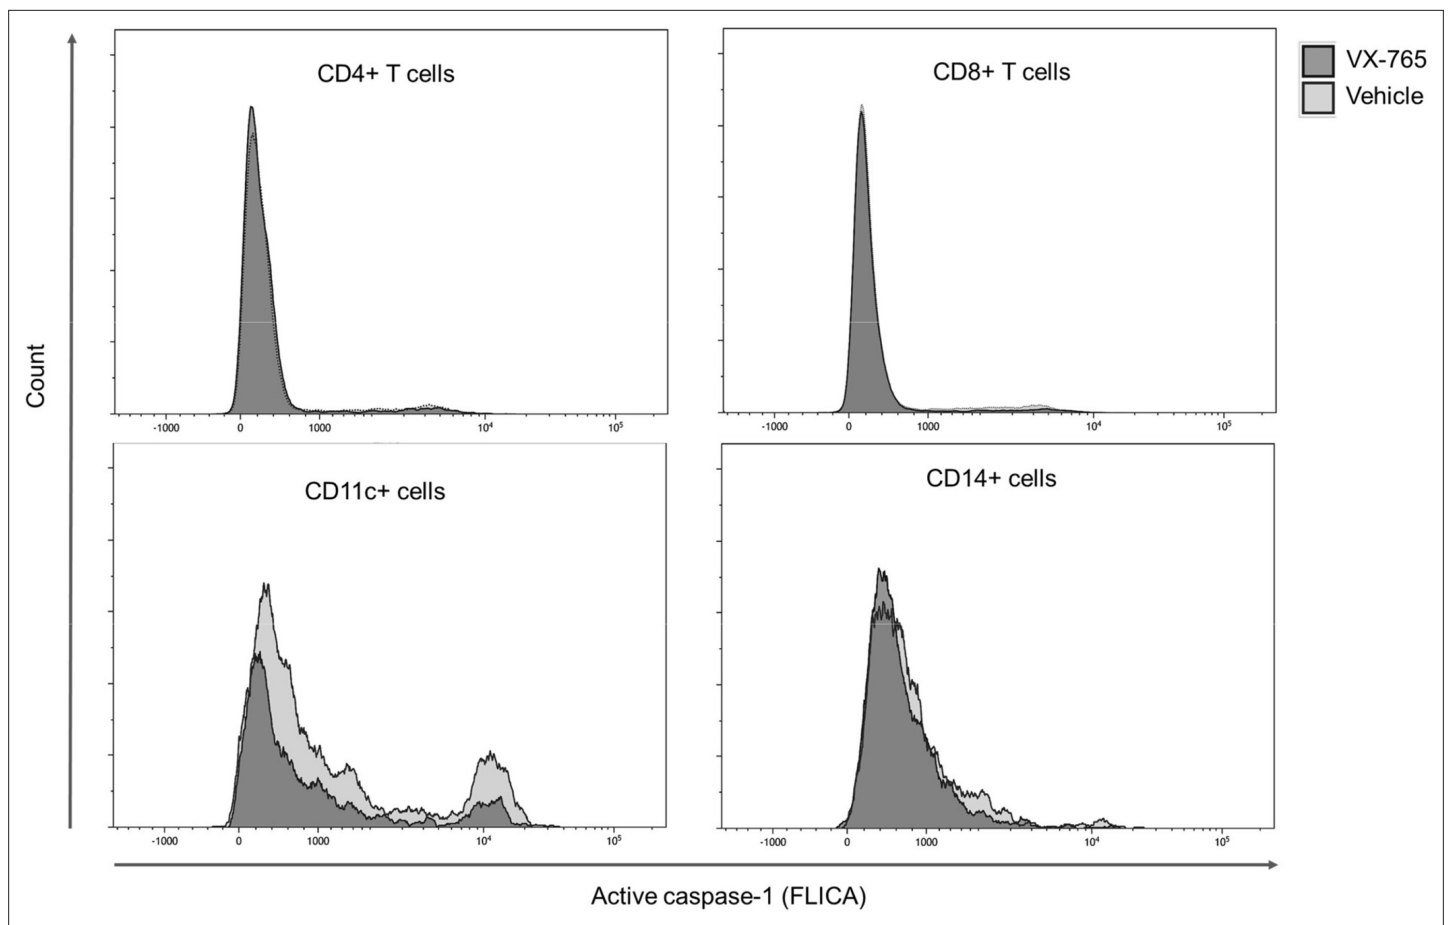 CD4+ T cells
CD8+ T cells
VX-765
Vehicle
-1000 0 1000 10⁴ 10⁵
-1000 0 1000 10⁴ 10⁵
Count
CD11c+ cells
CD14+ cells
-1000 0 1000 10⁴ 10⁵
-1000 0 1000 10⁴ 10⁵
Active caspase-1 (FLICA)